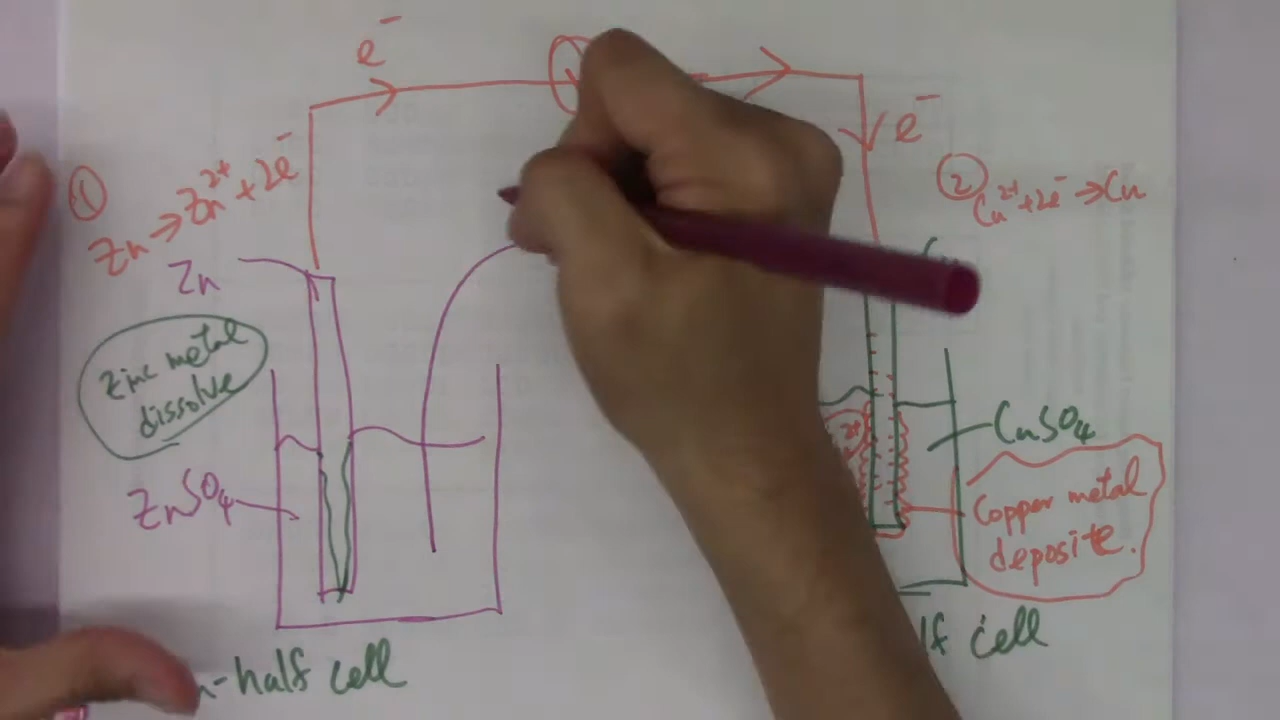 e⁻
e⁻
①
Zn → Zn²⁺ + 2e⁻
②
Cu²⁺ + 2e⁻ → Cu
Zn
Zinc metal
dissolve
ZnSO₄
CuSO₄
2+
Copper metal
deposite.
n-half cell
lf cell